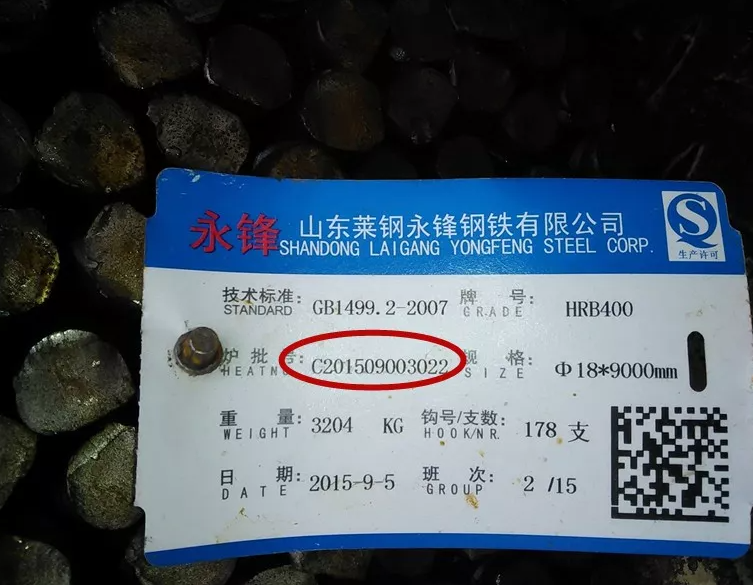 永锋 山东莱钢永锋钢铁有限公司
SHANDONG LAIGANG YONGFENG STEEL CORP.
生产许可
技术标准: GB1499.2-2007 牌 号: HRB400
STANDARD GRADE
炉批号: C201509003022 规 格: Φ18*9000mm
HEATN SIZE
重 量: 3204 KG 钩号/支数: 178 支
WEIGHT HOOK/NR.
日 期: 2015-9-5 班 次: 2 /15
DATE GROUP